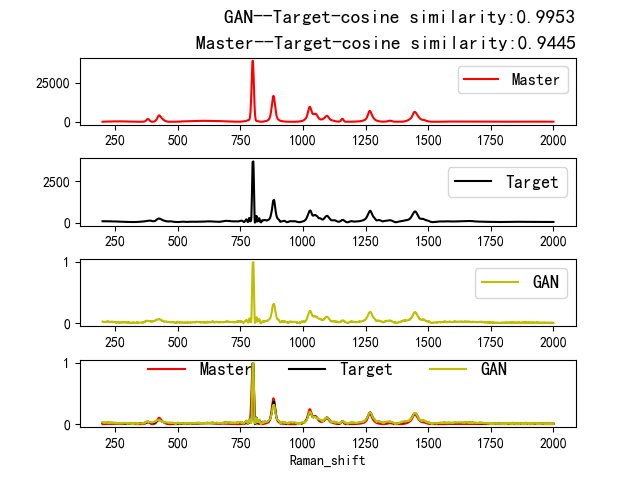 GAN--Target-cosine similarity:0.9953
Master--Target-cosine similarity:0.9445
25000
0
Master
250 500 750 1000 1250 1500 1750 2000
2500
0
Target
250 500 750 1000 1250 1500 1750 2000
1
0
GAN
250 500 750 1000 1250 1500 1750 2000
1
0
Master Target GAN
250 500 750 1000 1250 1500 1750 2000
Raman_shift